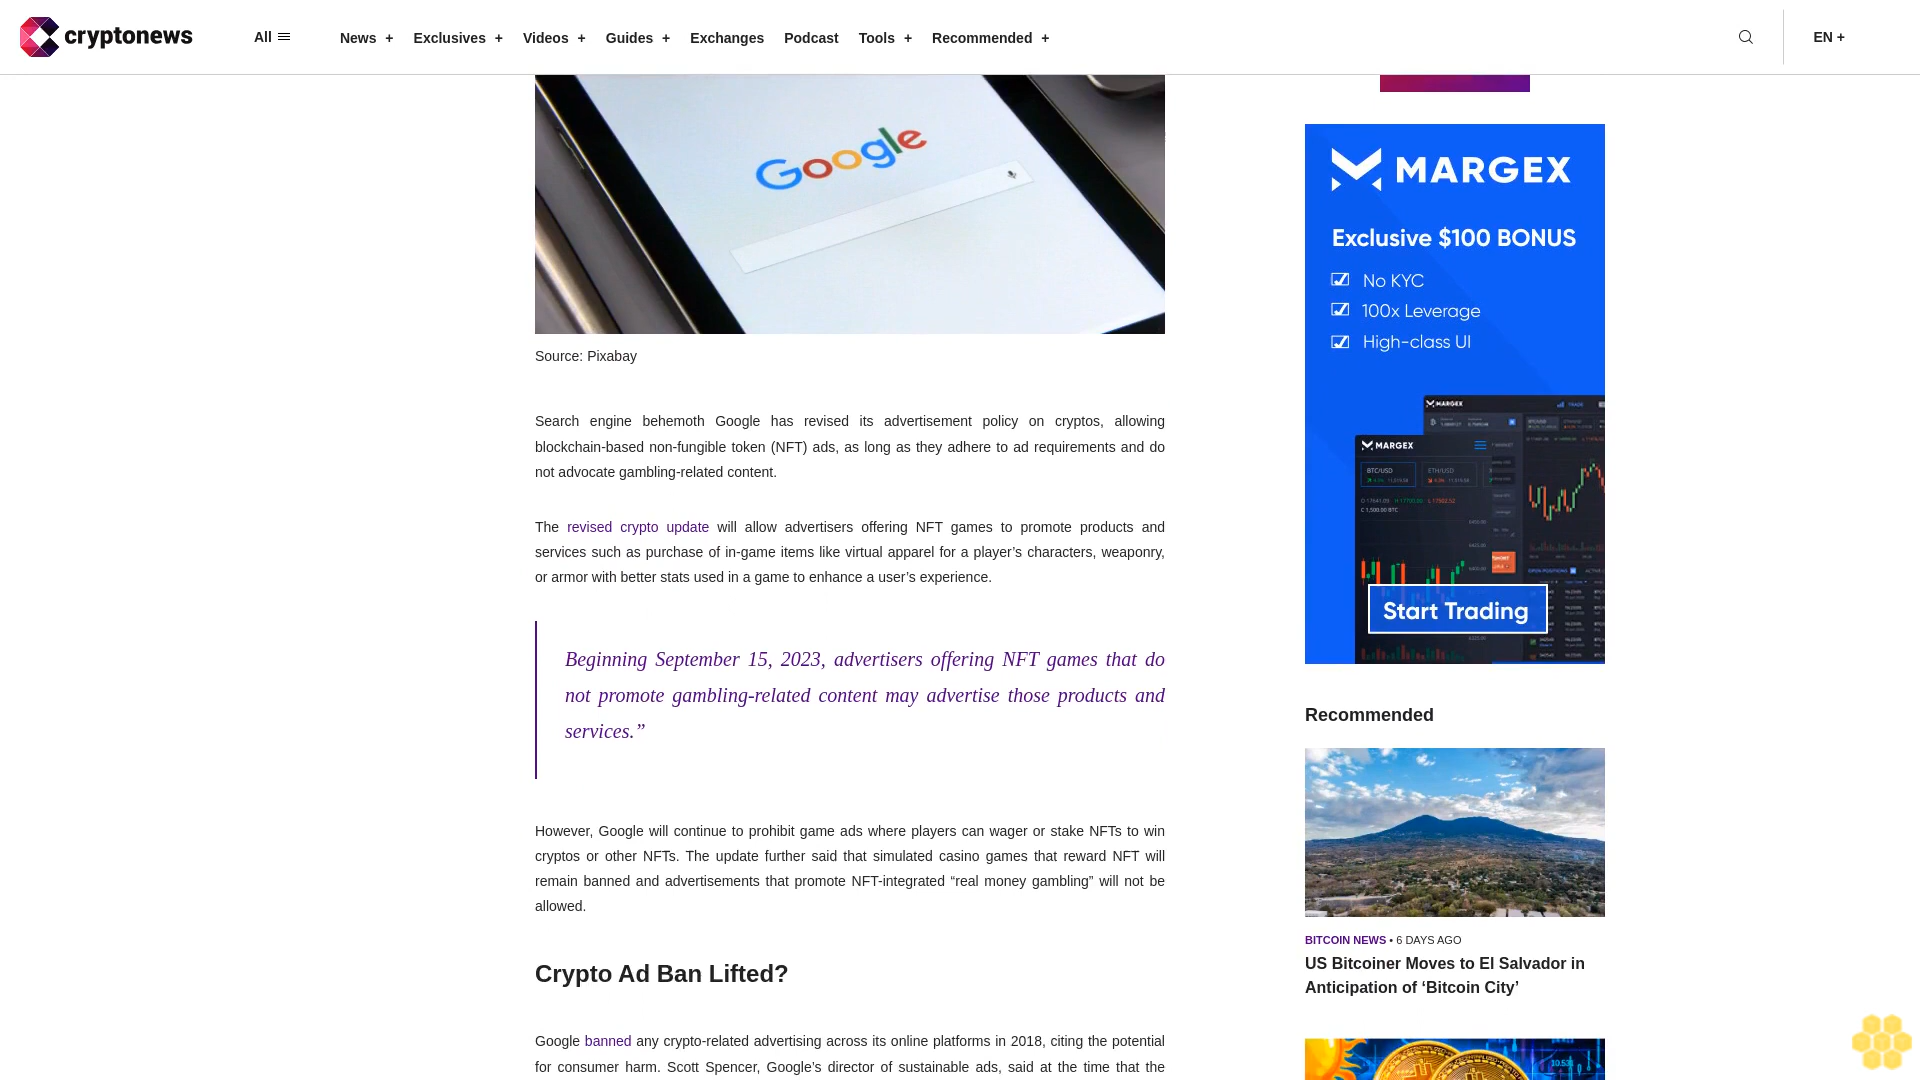 cryptonews
All
News +
Exclusives +
Videos +
Guides +
Exchanges
Podcast
Tools +
Recommended +
EN +
Google
Source: Pixabay
Search engine behemoth Google has revised its advertisement policy on cryptos, allowing
blockchain-based non-fungible token (NFT) ads, as long as they adhere to ad requirements and do
not advocate gambling-related content.
The revised crypto update will allow advertisers offering NFT games to promote products and
services such as purchase of in-game items like virtual apparel for a player’s characters, weaponry,
or armor with better stats used in a game to enhance a user’s experience.
Beginning September 15, 2023, advertisers offering NFT games that do
not promote gambling-related content may advertise those products and
services.”
However, Google will continue to prohibit game ads where players can wager or stake NFTs to win
cryptos or other NFTs. The update further said that simulated casino games that reward NFT will
remain banned and advertisements that promote NFT-integrated “real money gambling” will not be
allowed.
Crypto Ad Ban Lifted?
Google banned any crypto-related advertising across its online platforms in 2018, citing the potential
for consumer harm. Scott Spencer, Google’s director of sustainable ads, said at the time that the
MARGEX
Exclusive $100 BONUS
No KYC
100x Leverage
High-class UI
MARGEX
TRADE
MARGEX
BTC/USD
ETH/USD
Start Trading
Recommended
BITCOIN NEWS • 6 DAYS AGO
US Bitcoiner Moves to El Salvador in
Anticipation of ‘Bitcoin City’